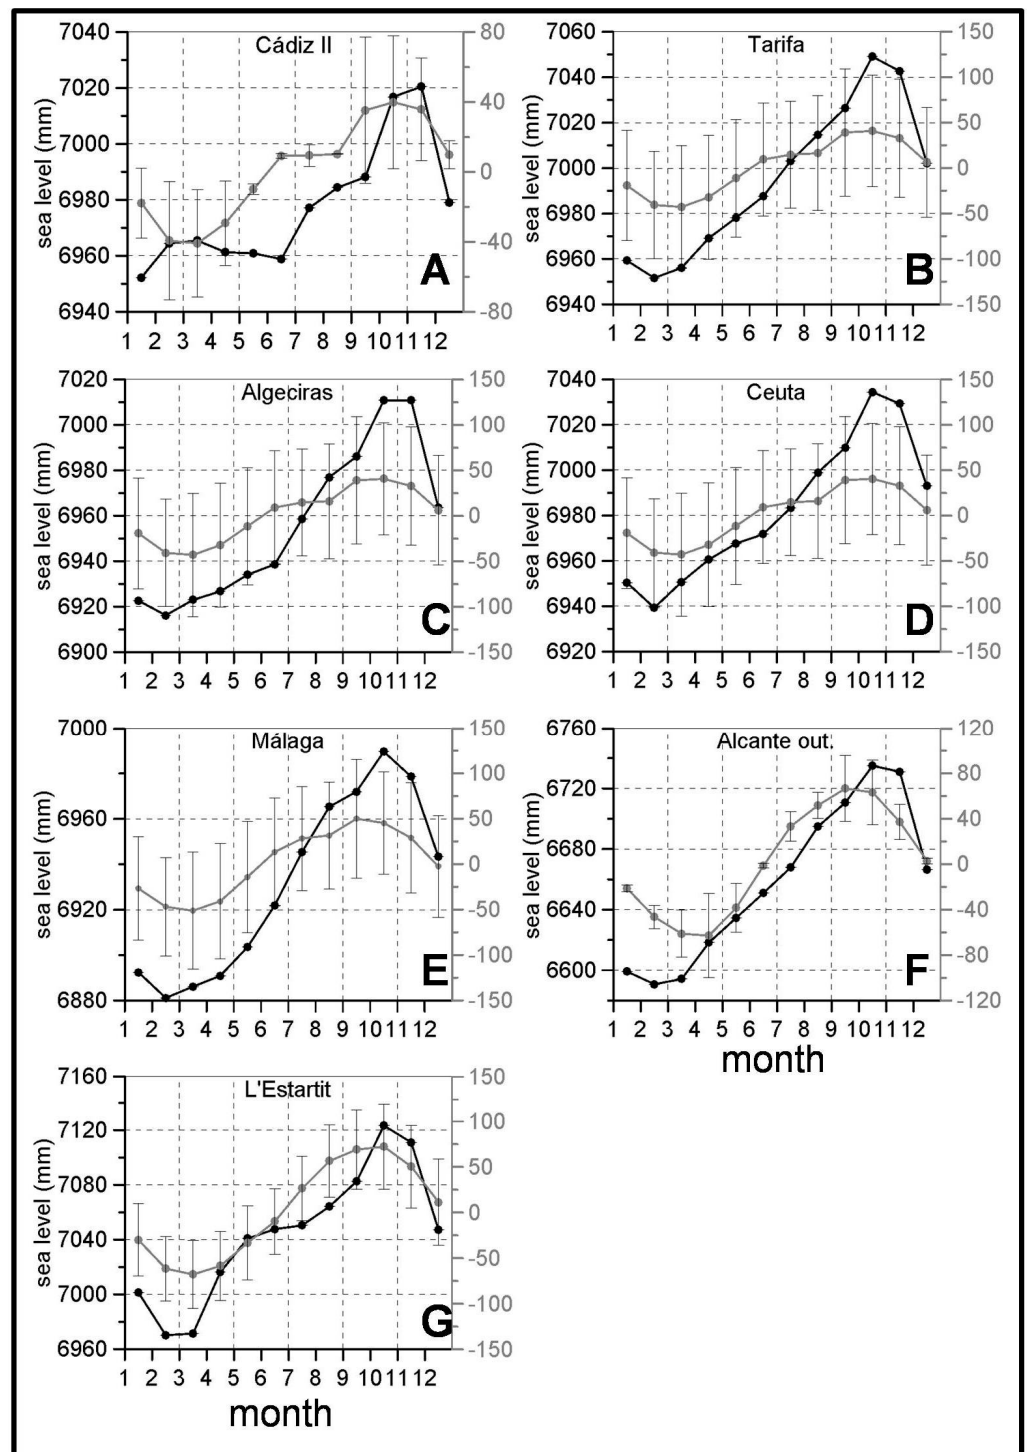 Cádiz II
sea level (mm)
7040
7020
7000
6980
6960
6940
80
40
0
-40
-80
1 2 3 4 5 6 7 8 9 10 11 12
A
Tarifa
sea level (mm)
7060
7040
7020
7000
6980
6960
6940
150
100
50
0
-50
-100
-150
1 2 3 4 5 6 7 8 9 10 11 12
B
Algeciras
sea level (mm)
7020
7000
6980
6960
6940
6920
6900
150
100
50
0
-50
-100
-150
1 2 3 4 5 6 7 8 9 10 11 12
C
Ceuta
sea level (mm)
7040
7020
7000
6980
6960
6940
6920
150
100
50
0
-50
-100
-150
1 2 3 4 5 6 7 8 9 10 11 12
D
Málaga
sea level (mm)
7000
6960
6920
6880
150
100
50
0
-50
-100
-150
1 2 3 4 5 6 7 8 9 10 11 12
E
Alcante out.
sea level (mm)
6760
6720
6680
6640
6600
120
80
40
0
-40
-80
-120
1 2 3 4 5 6 7 8 9 10 11 12
F
month
L'Estartit
sea level (mm)
7160
7120
7080
7040
7000
6960
150
100
50
0
-50
-100
-150
1 2 3 4 5 6 7 8 9 10 11 12
G
month